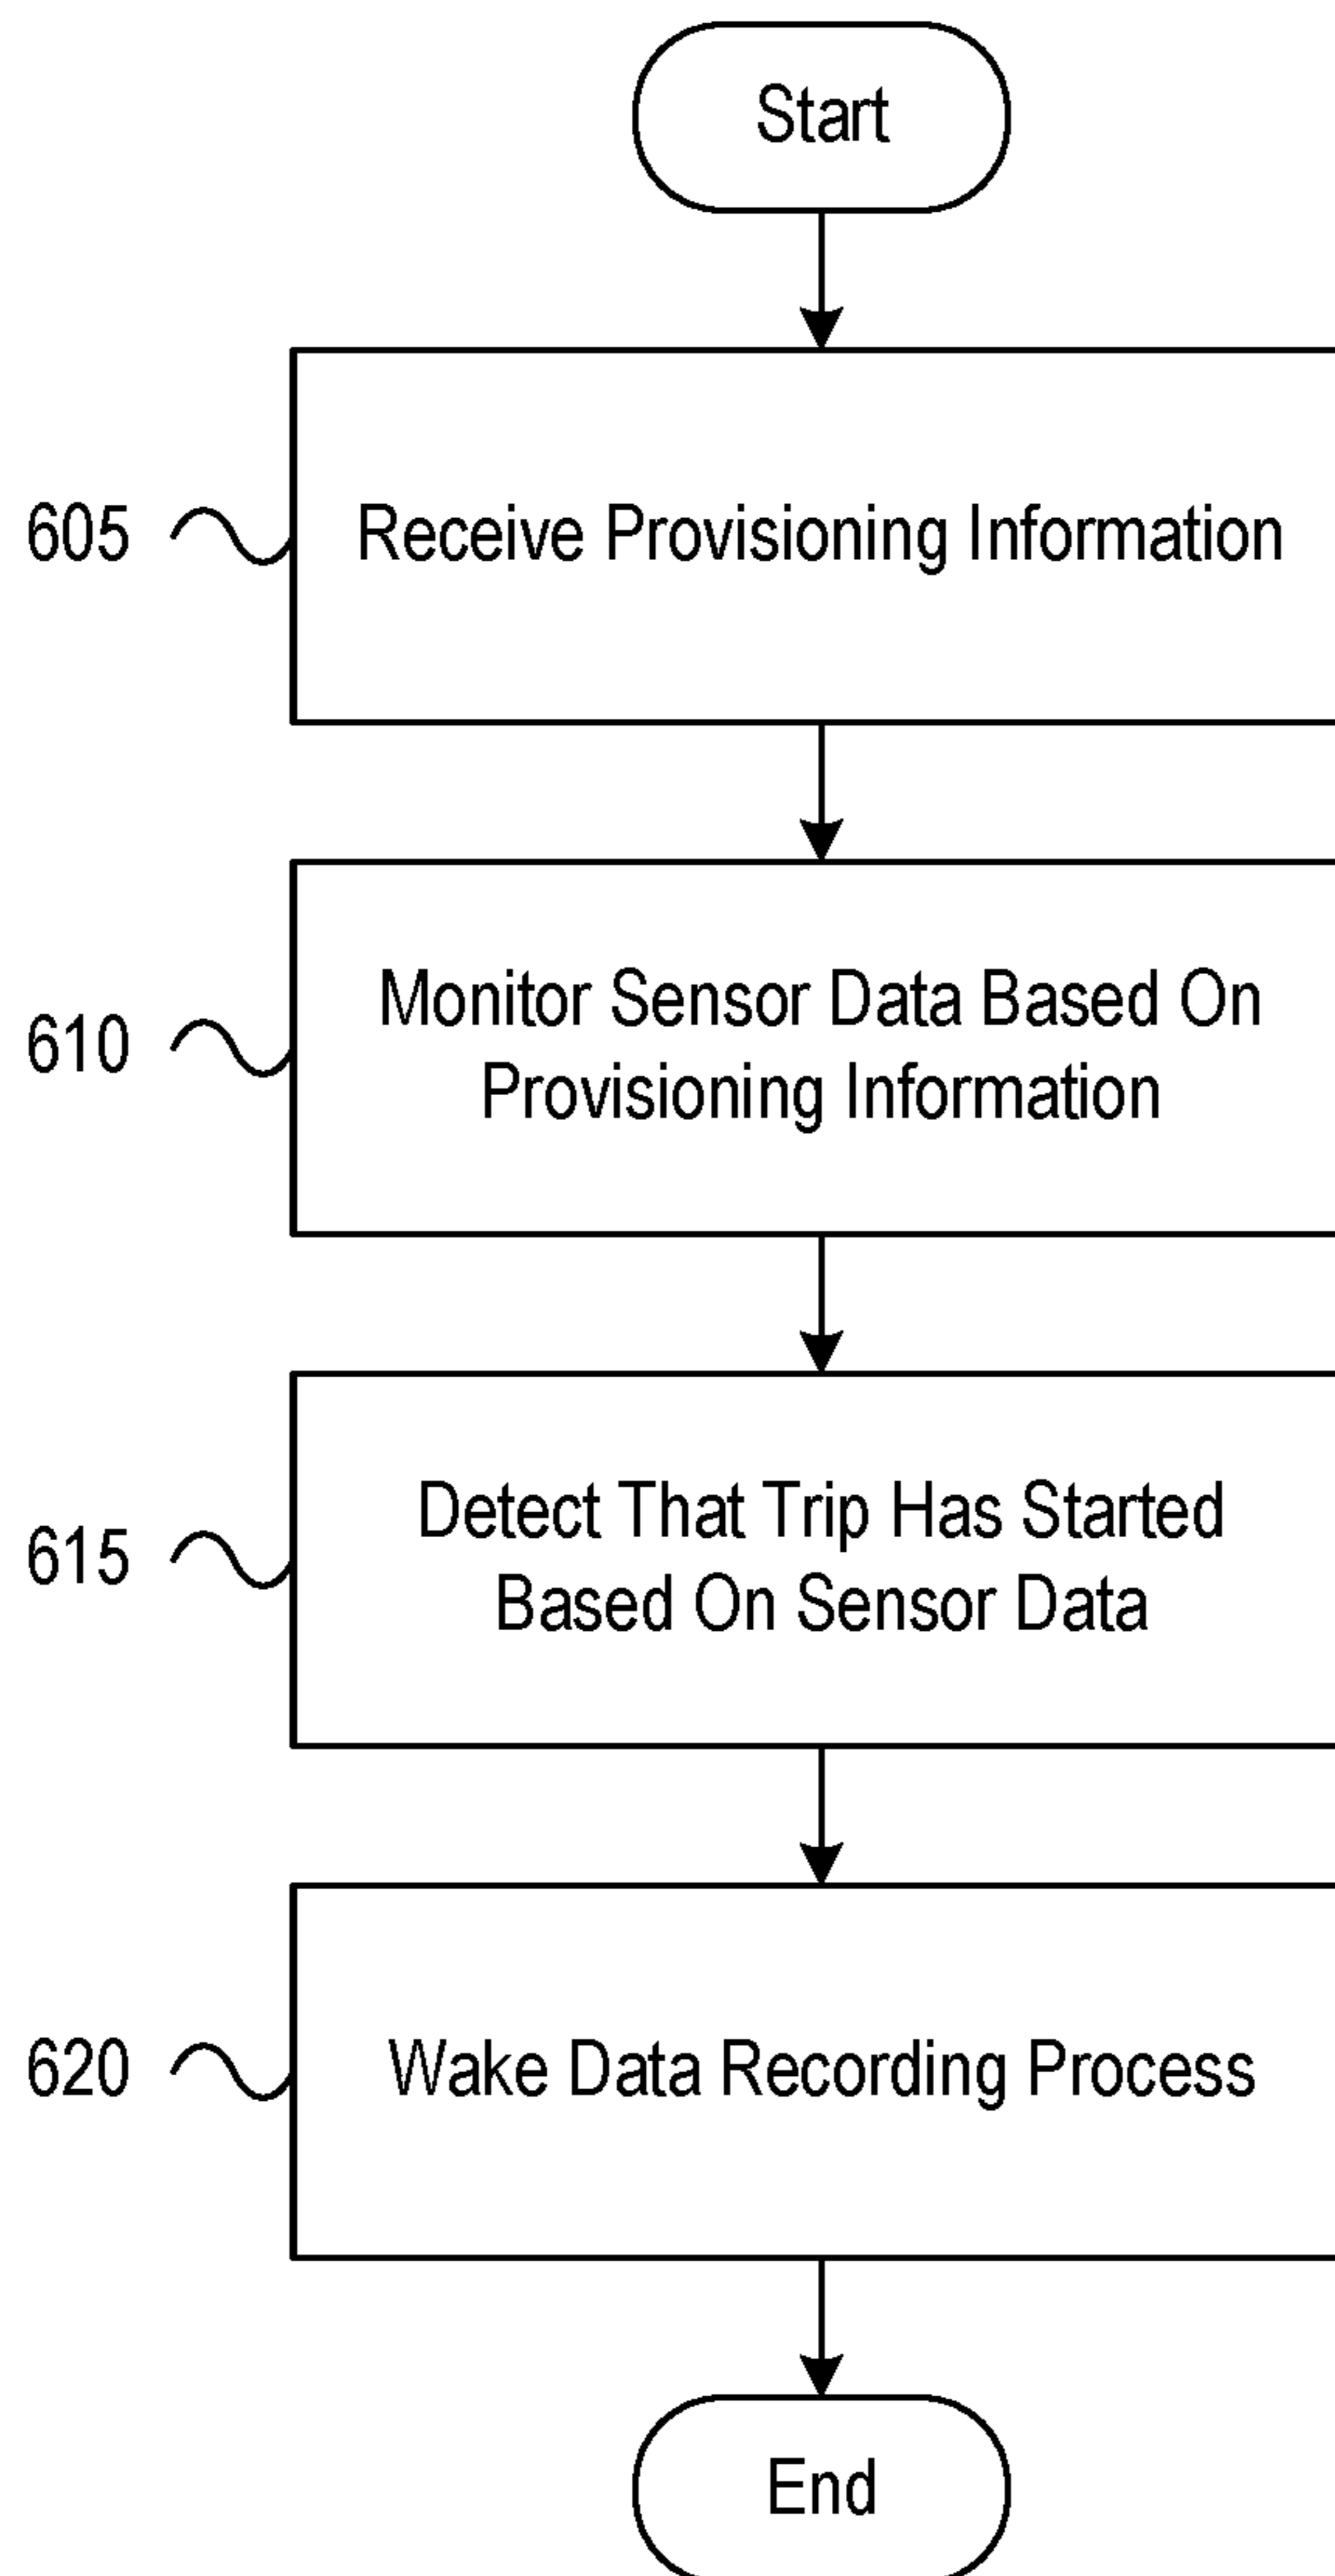 Start
605
Receive Provisioning Information
610
Monitor Sensor Data Based On
Provisioning Information
615
Detect That Trip Has Started
Based On Sensor Data
620
Wake Data Recording Process
End